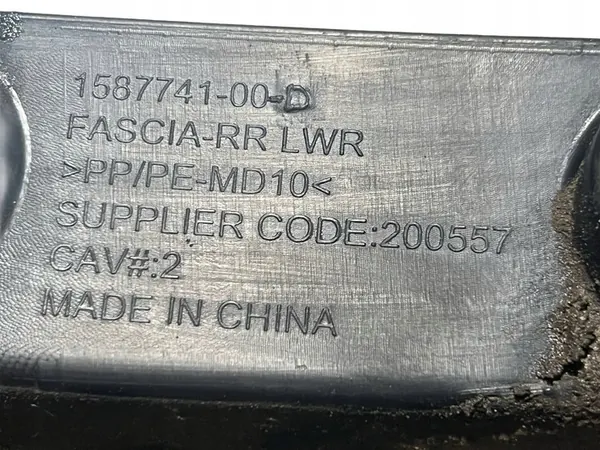 1587741-00-D
FASCIA-RR LWR
>PP/PE-MD10<
SUPPLIER CODE:200557
CAV#:2
MADE IN CHINA